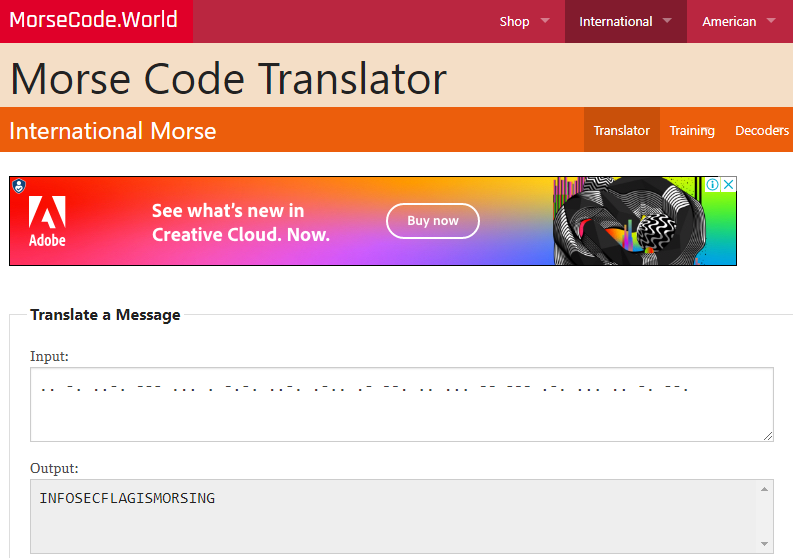 MorseCode.World
Shop International American
Morse Code Translator
International Morse
Translator Training Decoders
Adobe
See what's new in
Creative Cloud. Now.
Buy now
Translate a Message
Input:
.. -. ..-. --- ... . -.-. ..-. .-.. .- --. .. ... -- --- .-. ... .. -. --.
Output:
INFOSECFLAGISMORSING